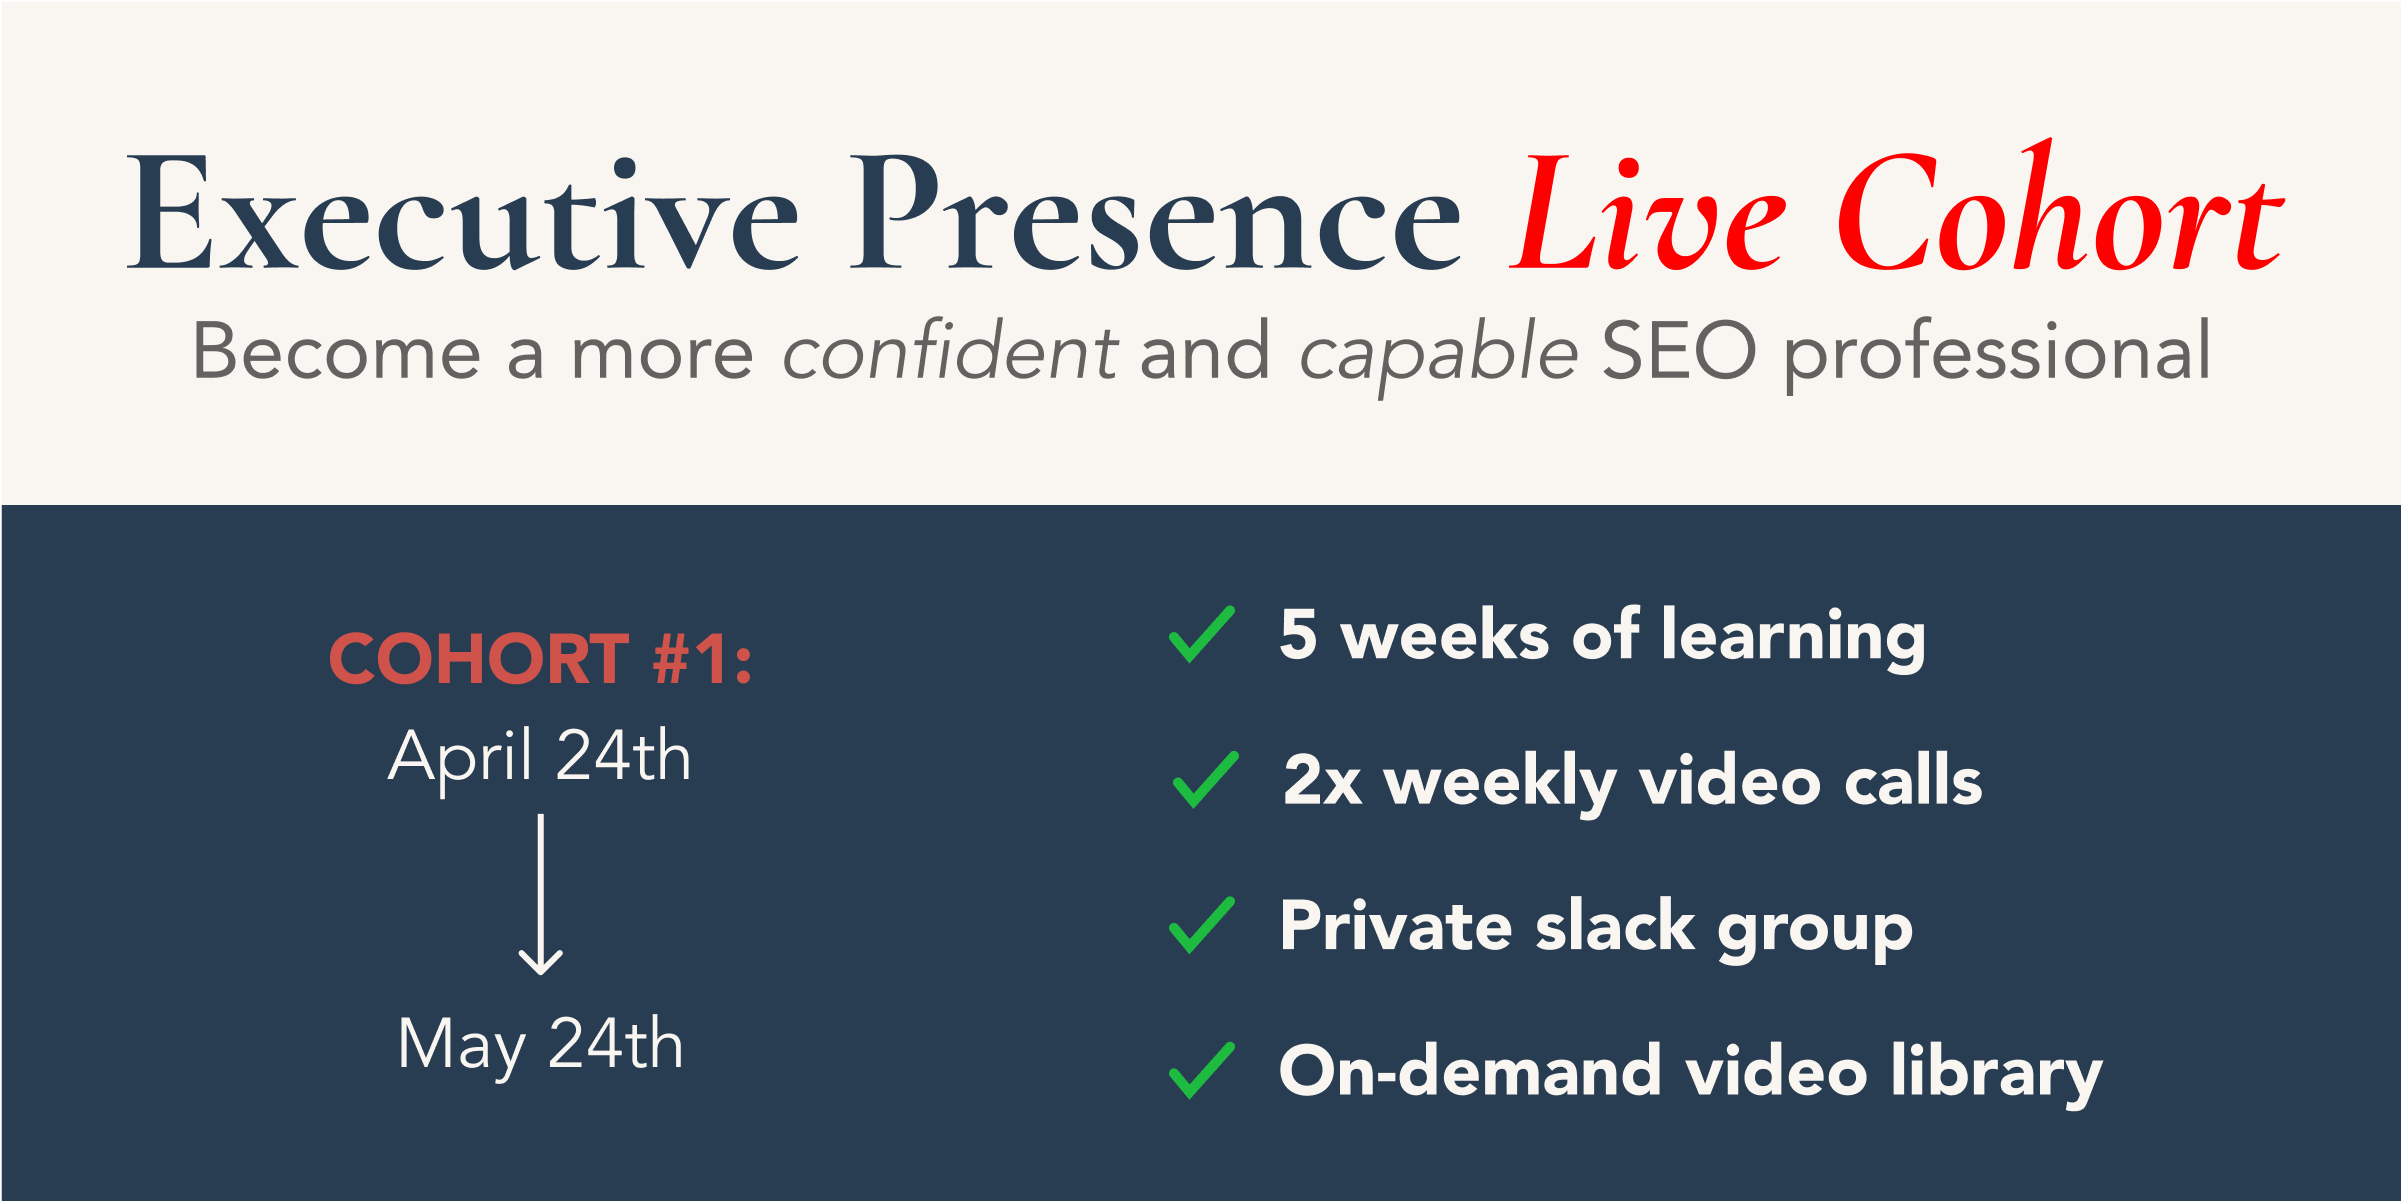 Executive Presence Live Cohort
Become a more confident and capable SEO professional
COHORT #1:
April 24th
May 24th
5 weeks of learning
2x weekly video calls
Private slack group
On-demand video library